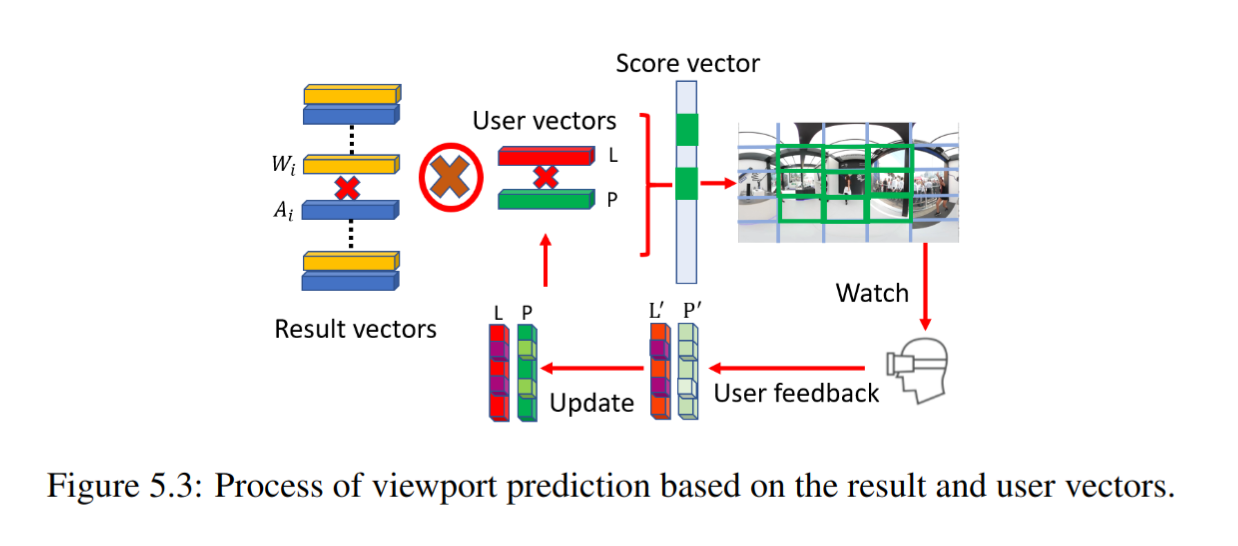 Score vector
User vectors
L
P
W_i
A_i
Result vectors
L P
L′ P′
Update
User feedback
Watch
Figure 5.3: Process of viewport prediction based on the result and user vectors.